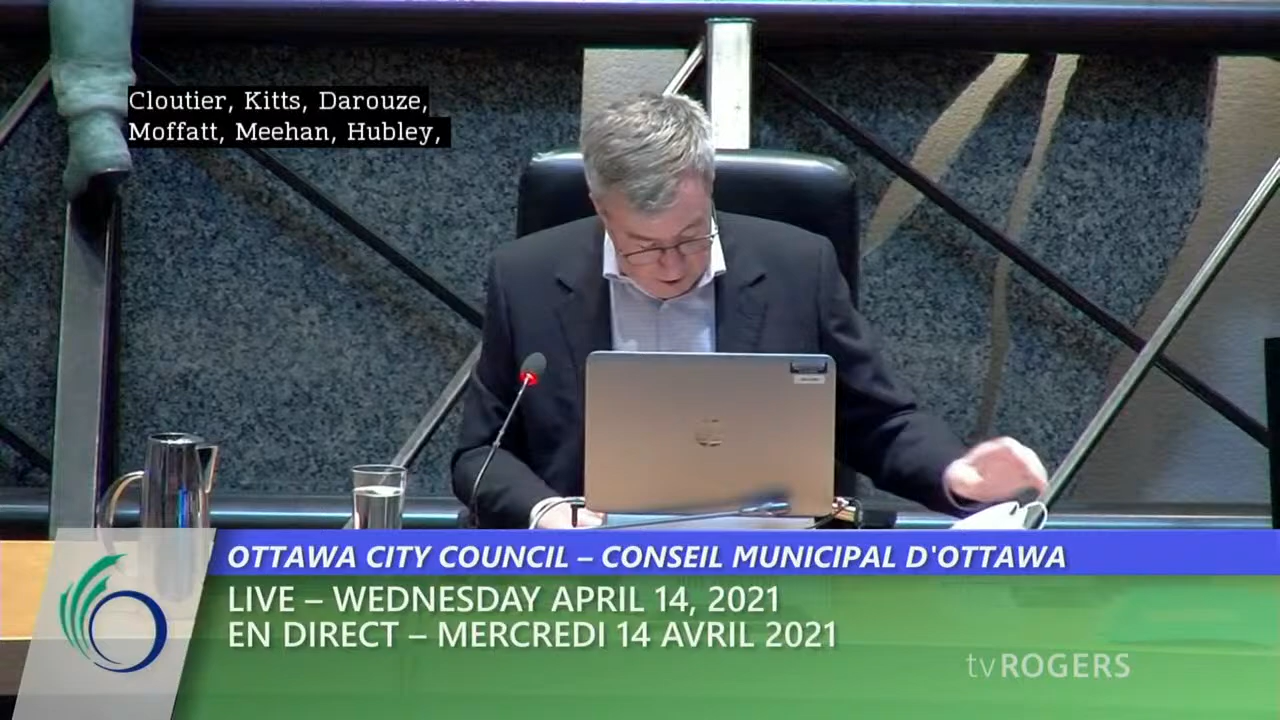 Cloutier, Kitts, Darouze,
Moffatt, Meehan, Hubley,
OTTAWA CITY COUNCIL – CONSEIL MUNICIPAL D'OTTAWA
LIVE – WEDNESDAY APRIL 14, 2021
EN DIRECT – MERCREDI 14 AVRIL 2021
tvROGERS